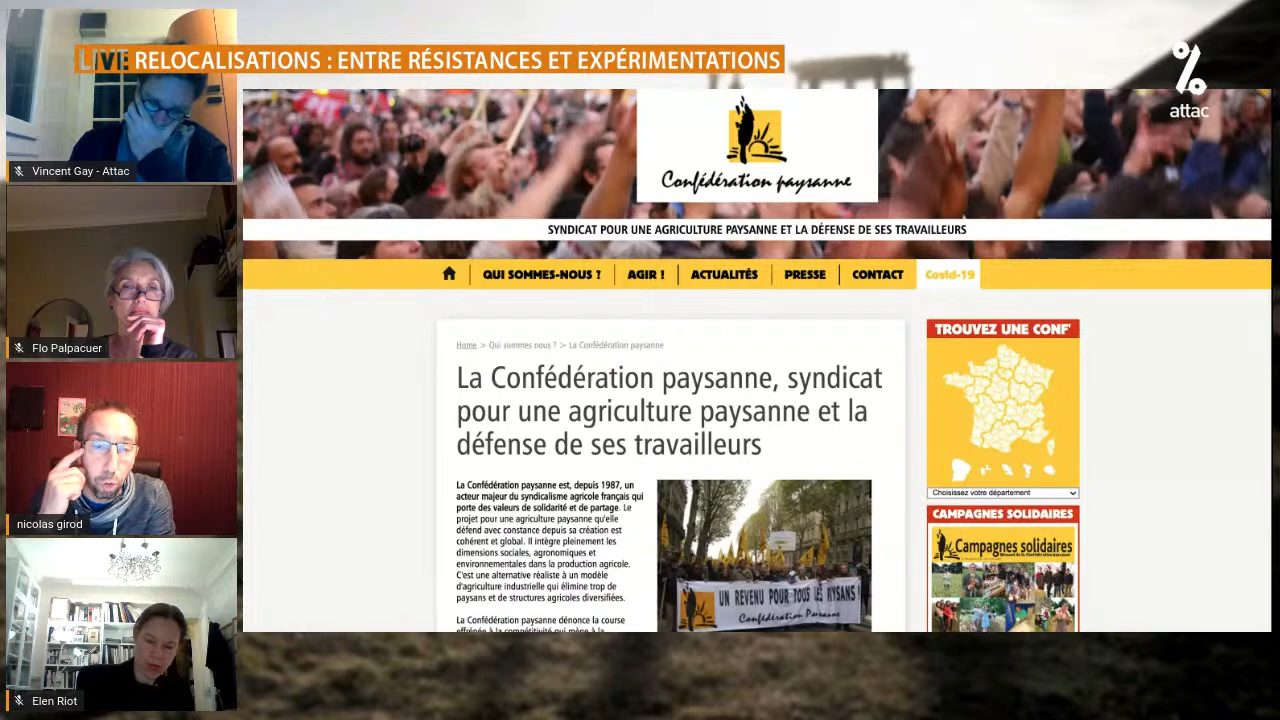 LIVE RELOCALISATIONS : ENTRE RÉSISTANCES ET EXPÉRIMENTATIONS
attac
Vincent Gay - Attac
Flo Palpacuer
nicolas girod
Elen Riot
Confédération paysanne
SYNDICAT POUR UNE AGRICULTURE PAYSANNE ET LA DÉFENSE DE SES TRAVAILLEURS
QUI SOMMES-NOUS ? AGIR ! ACTUALITÉS PRESSE CONTACT Covid-19
Home > Qui sommes nous ? > La Confédération paysanne
La Confédération paysanne, syndicat
pour une agriculture paysanne et la
défense de ses travailleurs
La Confédération paysanne est, depuis 1987, un
acteur majeur du syndicalisme agricole français qui
porte des valeurs de solidarité et de partage. Le
projet pour une agriculture paysanne qu'elle
défend avec constance depuis sa création est
cohérent et global. Il intègre pleinement les
dimensions sociales, agronomiques et
environnementales dans la production agricole.
C'est une alternative réaliste à un modèle
d'agriculture industrielle qui élimine trop de
paysans et de structures agricoles diversifiées.
La Confédération paysanne dénonce la course
effrénée à la compétitivité qui mène à la
UN REVENU POUR TOUS LES PAYSANS !
Confédération Paysanne
TROUVEZ UNE CONF'
Choisissez votre département
CAMPAGNES SOLIDAIRES
Campagnes solidaires